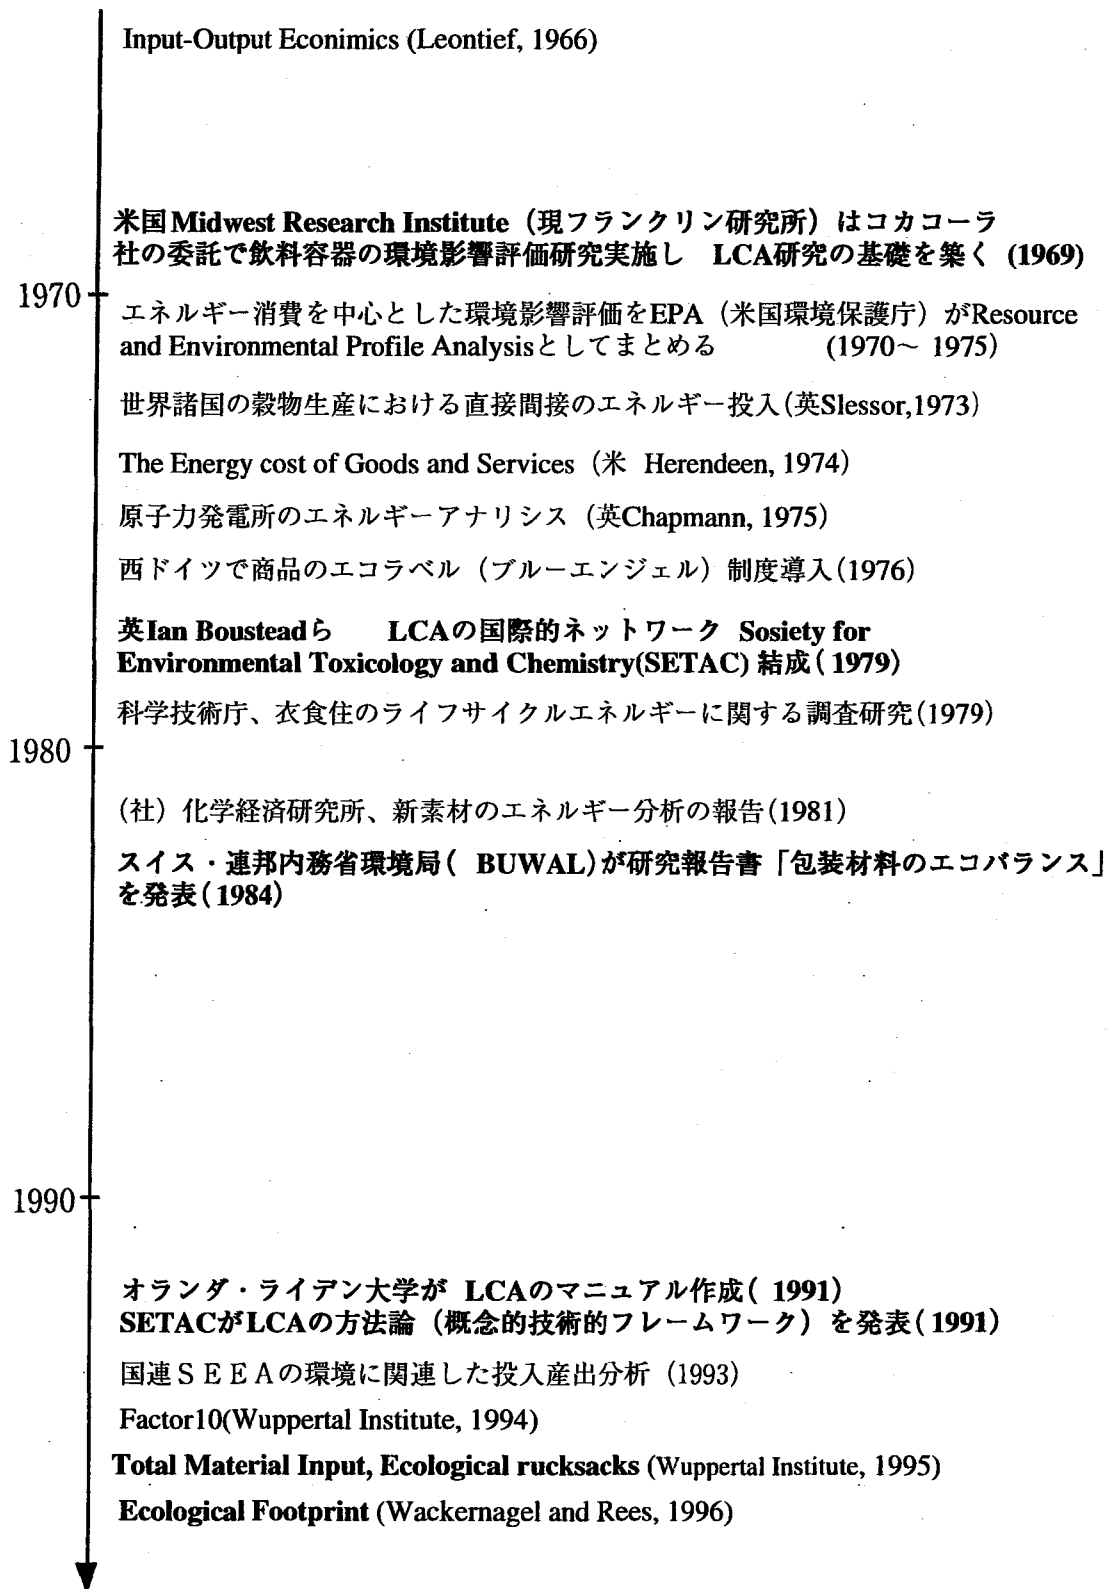 Input-Output Econimics (Leontief, 1966)
米国Midwest Research Institute（現フランクリン研究所）はコカコーラ
社の委託で飲料容器の環境影響評価研究実施し　LCA研究の基礎を築く (1969)
1970
エネルギー消費を中心とした環境影響評価をEPA（米国環境保護庁）がResource
and Environmental Profile Analysisとしてまとめる　　　　(1970～ 1975)
世界諸国の穀物生産における直接間接のエネルギー投入(英Slessor,1973)
The Energy cost of Goods and Services（米 Herendeen, 1974)
原子力発電所のエネルギーアナリシス（英Chapmann, 1975)
西ドイツで商品のエコラベル（ブルーエンジェル）制度導入(1976)
英Ian Bousteadら　　LCAの国際的ネットワーク Sosiety for
Environmental Toxicology and Chemistry(SETAC) 結成( 1979)
科学技術庁、衣食住のライフサイクルエネルギーに関する調査研究(1979)
1980
(社）化学経済研究所、新素材のエネルギー分析の報告(1981)
スイス・連邦内務省環境局( BUWAL)が研究報告書「包装材料のエコバランス」
を発表( 1984)
1990
オランダ・ライデン大学が LCAのマニュアル作成( 1991)
SETACがLCAの方法論（概念的技術的フレームワーク）を発表( 1991)
国連ＳＥＥＡの環境に関連した投入産出分析（1993)
Factor10(Wuppertal Institute, 1994)
Total Material Input, Ecological rucksacks (Wuppertal Institute, 1995)
Ecological Footprint (Wackernagel and Rees, 1996)